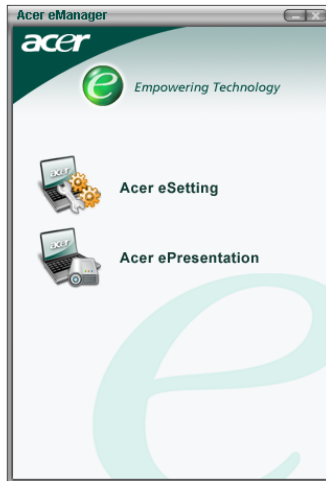 Acer eManager
acer
e Empowering Technology
Acer eSetting
Acer ePresentation